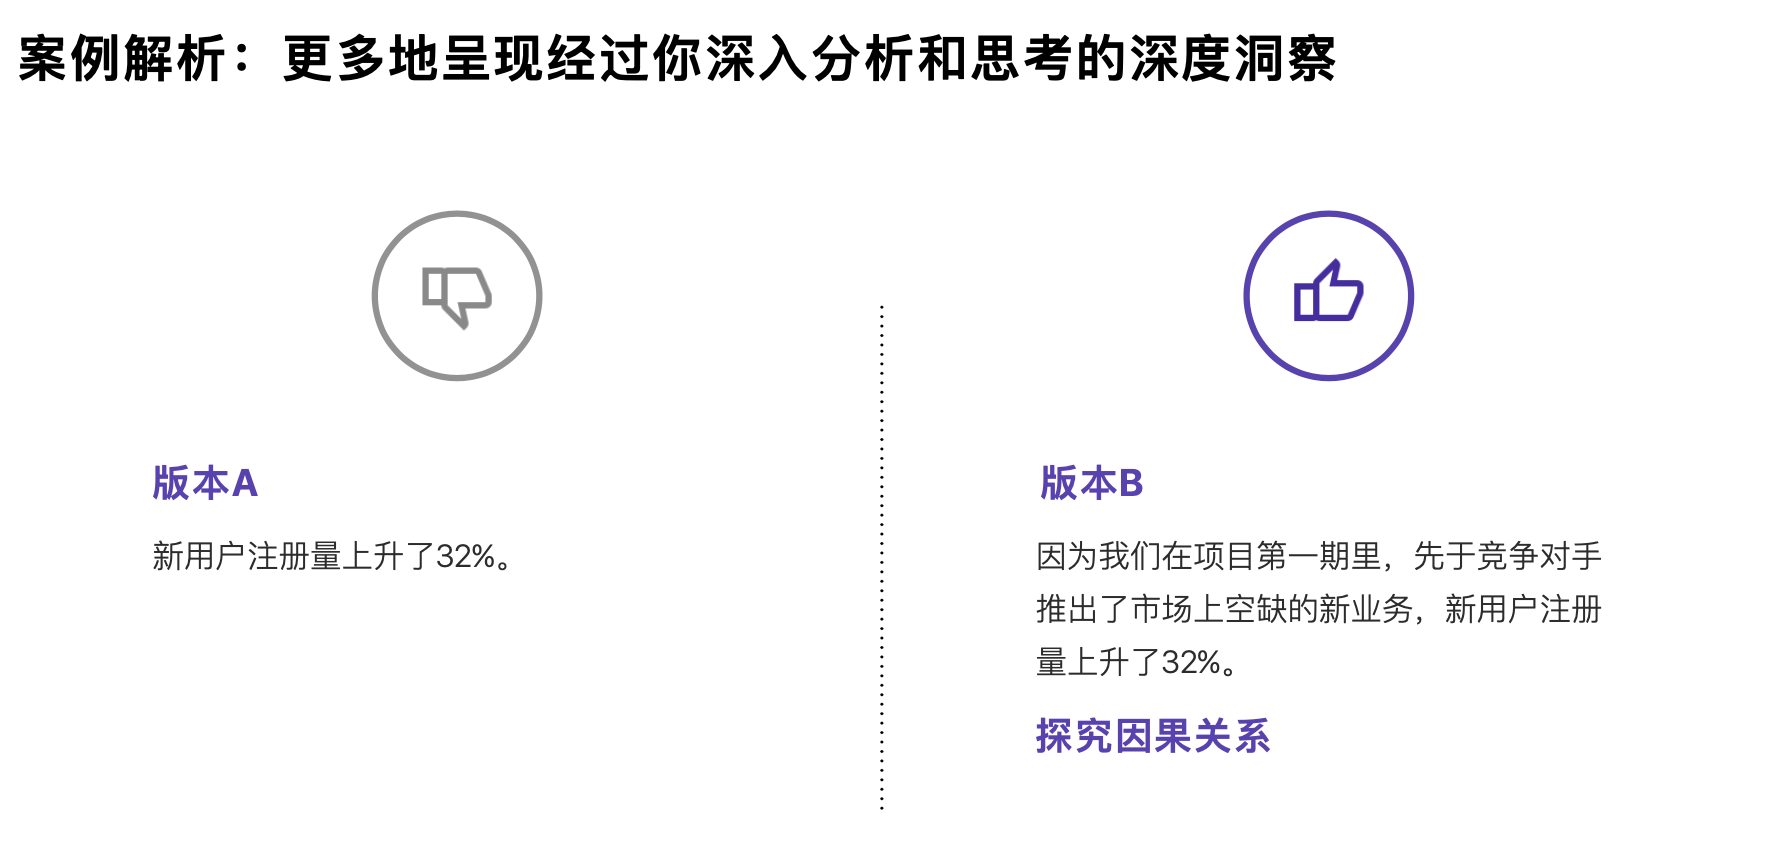 案例解析：更多地呈现经过你深入分析和思考的深度洞察
版本A
新用户注册量上升了32%。
版本B
因为我们在项目第一期里，先于竞争对手
推出了市场上空缺的新业务，新用户注册
量上升了32%。
探究因果关系